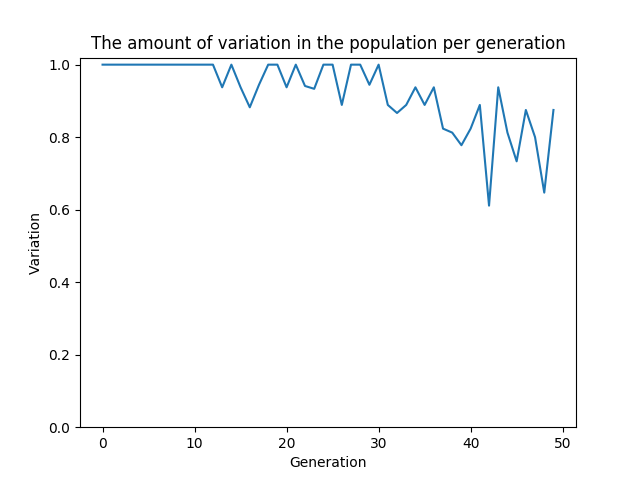 The amount of variation in the population per generation
1.0
0.8
0.6
0.4
0.2
0.0
Variation
0 10 20 30 40 50
Generation